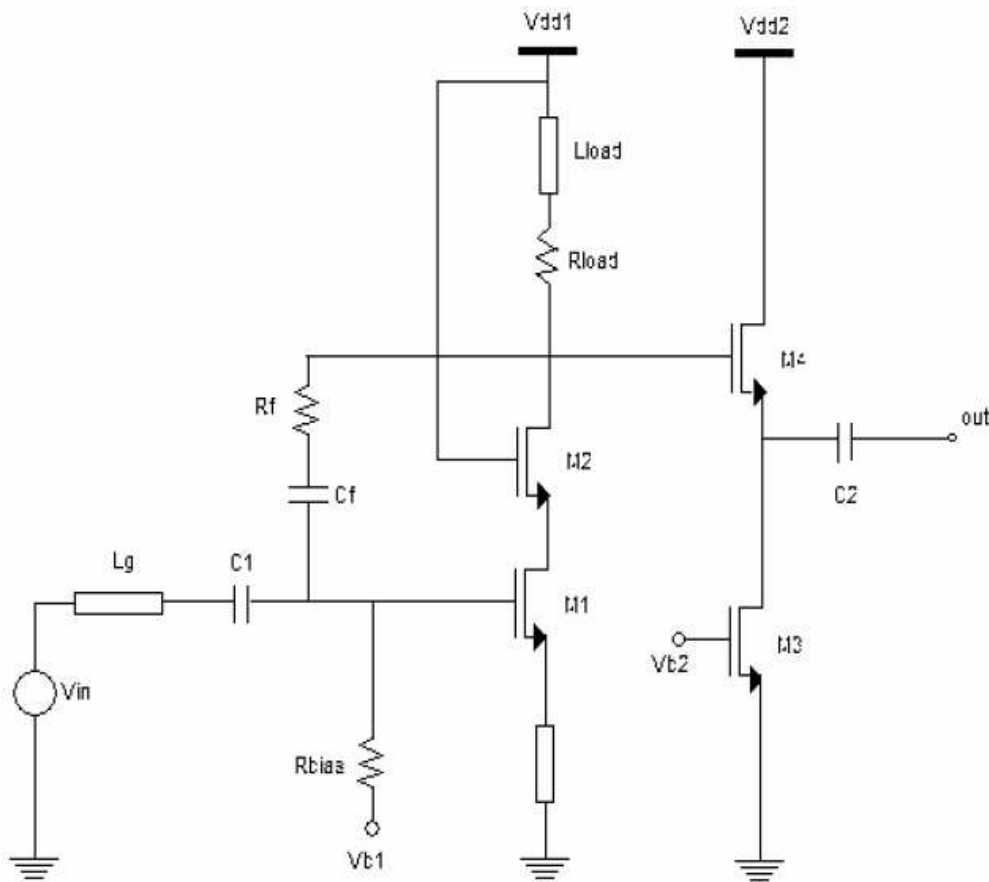 Vdd1
Vdd2
Lload
Rload
M4
Rf
out
M2
Cf
C2
Lg
C1
M1
M3
Vb2
Vin
Rbias
Vb1